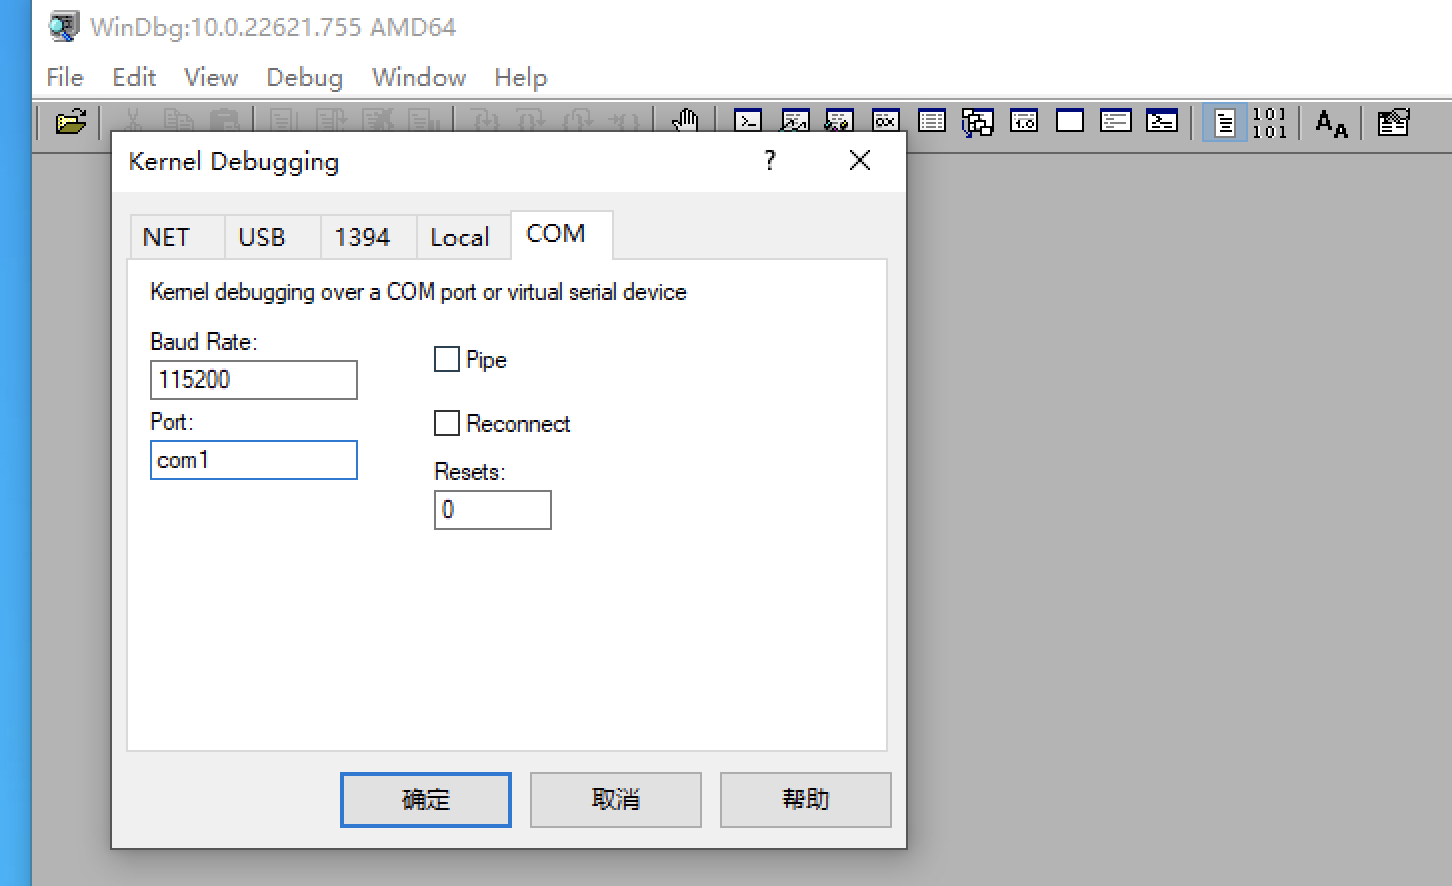 WinDbg:10.0.22621.755 AMD64
File Edit View Debug Window Help
Kernel Debugging
NET USB 1394 Local COM
Kernel debugging over a COM port or virtual serial device
Baud Rate:
Pipe
115200
Port:
Reconnect
com1
Resets:
0
确定 取消 帮助